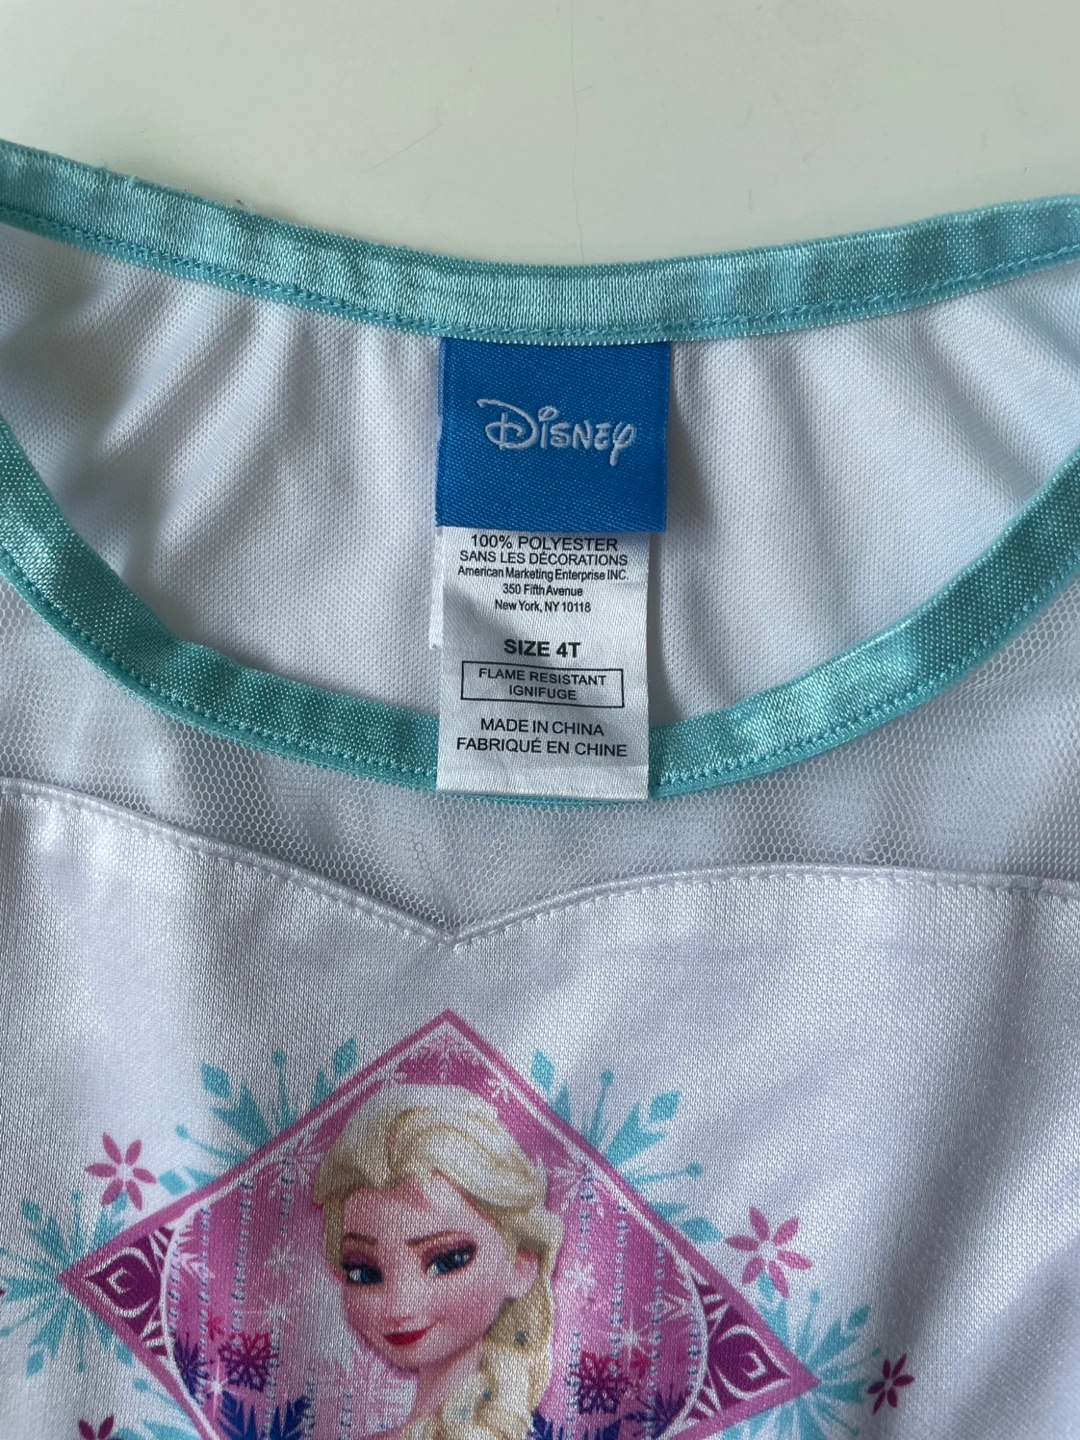 Disney
100% POLYESTER
SANS LES DÉCORATIONS
American Marketing Enterprise INC.
350 Fifth Avenue
New York, NY 10118
SIZE 4T
FLAME RESISTANT
IGNIFUGE
MADE IN CHINA
FABRIQUÉ EN CHINE